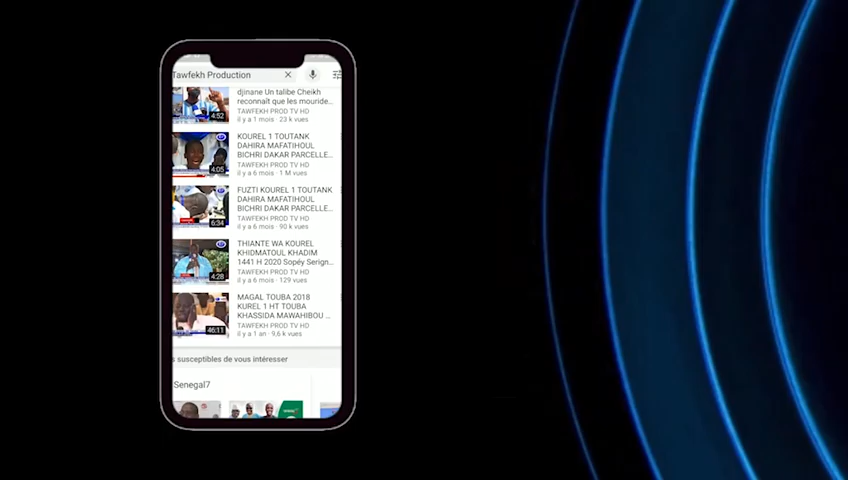 Tawfekh Production
djinane Un talibe Cheikh
reconnaît que les mouride...
TAWFEKH PROD TV HD
il y a 1 mois · 23 k vues
4:52
KOUREL 1 TOUTANK
DAHIRA MAFATIHOUL
BICHRI DAKAR PARCELLE...
TAWFEKH PROD TV HD
il y a 6 mois · 1 M vues
4:05
FUZTI KOUREL 1 TOUTANK
DAHIRA MAFATIHOUL
BICHRI DAKAR PARCELLE...
TAWFEKH PROD TV HD
il y a 6 mois · 90 k vues
6:34
THIANTE WA KOUREL
KHIDMATOUL KHADIM
1441 H 2020 Sopéy Serign...
TAWFEKH PROD TV HD
il y a 6 mois · 129 vues
4:28
MAGAL TOUBA 2018
KUREL 1 HT TOUBA
KHASSIDA MAWAHIBOU ...
TAWFEKH PROD TV HD
il y a 1 an · 9,6 k vues
46:11
s susceptibles de vous intéresser
Senegal7